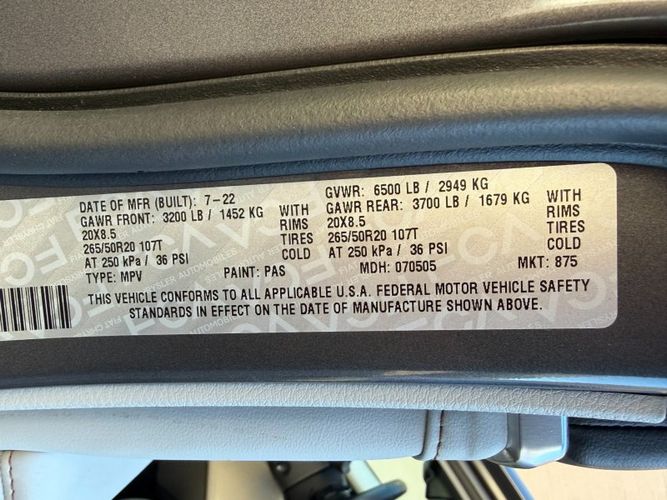 DATE OF MFR (BUILT): 7-22 GVWR: 6500 LB / 2949 KG
GAWR FRONT: 3200 LB / 1452 KG WITH GAWR REAR: 3700 LB / 1679 KG WITH
20X8.5 RIMS 20X8.5 RIMS
265/50R20 107T TIRES 265/50R20 107T TIRES
AT 250 kPa / 36 PSI COLD AT 250 kPa / 36 PSI COLD
TYPE: MPV PAINT: PAS MDH: 070505 MKT: 875
THIS VEHICLE CONFORMS TO ALL APPLICABLE U.S.A. FEDERAL MOTOR VEHICLE SAFETY
STANDARDS IN EFFECT ON THE DATE OF MANUFACTURE SHOWN ABOVE.